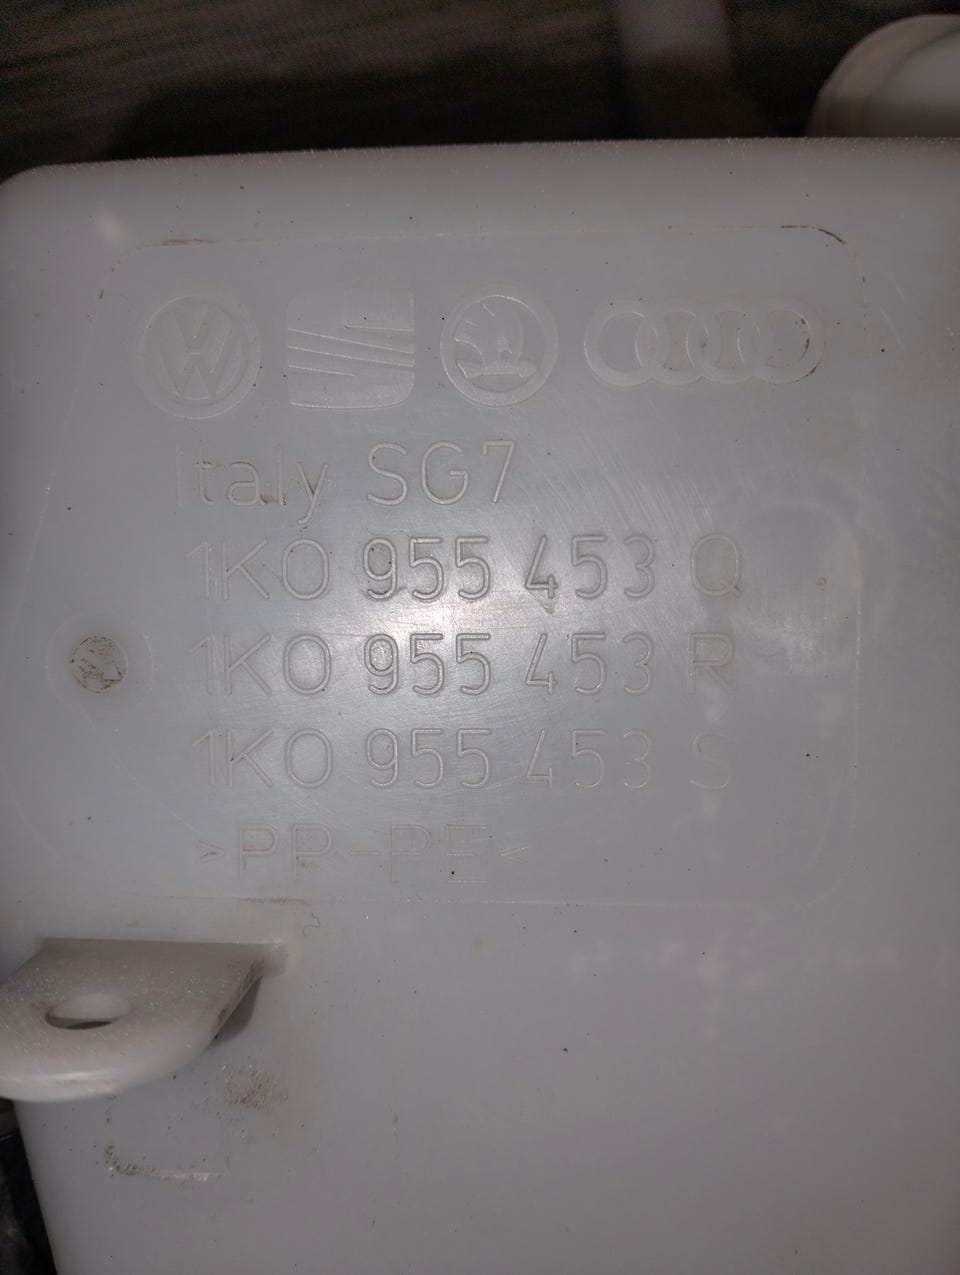 Italy SG7
1K0 955 453 Q
1K0 955 453 R
1K0 955 453 S
>PP-PE<